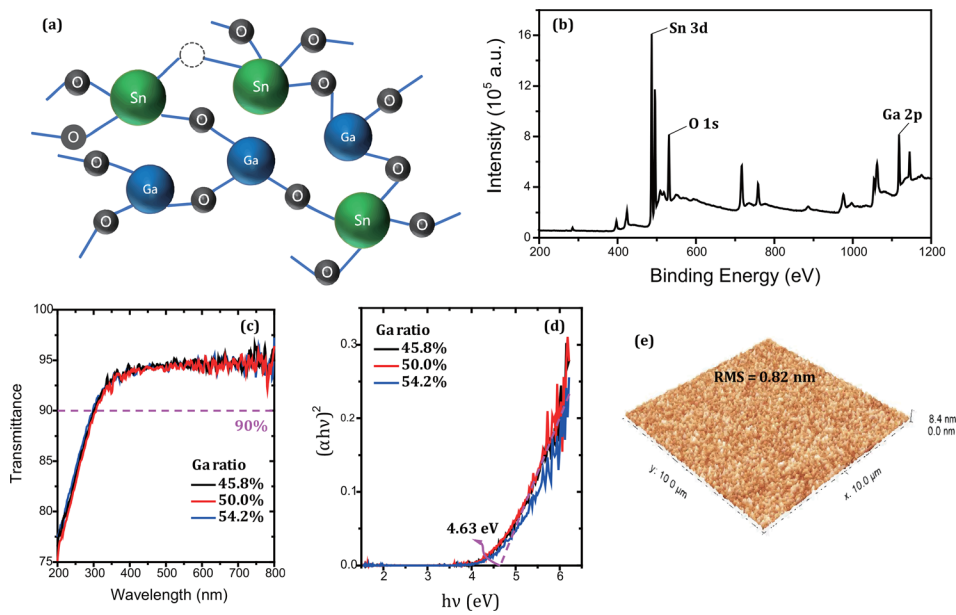 (a)
O
O
O
Sn
Sn
O
O
O
O
O
Ga
Ga
O
O
Ga
O
O
O
Sn
O
O
(b)
Sn 3d
O 1s
Ga 2p
16
12
8
4
0
Intensity (10⁵ a.u.)
200
400
600
800
1000
1200
Binding Energy (eV)
(c)
100
95
90
85
80
75
Transmittance
90%
Ga ratio
45.8%
50.0%
54.2%
200
300
400
500
600
700
800
Wavelength (nm)
(d)
Ga ratio
45.8%
50.0%
54.2%
0.3
0.2
0.1
0.0
(αhν)²
4.63 eV
2
3
4
5
6
hν (eV)
(e)
RMS = 0.82 nm
8.4 nm
0.0 nm
y: 10.0 µm
x: 10.0 µm